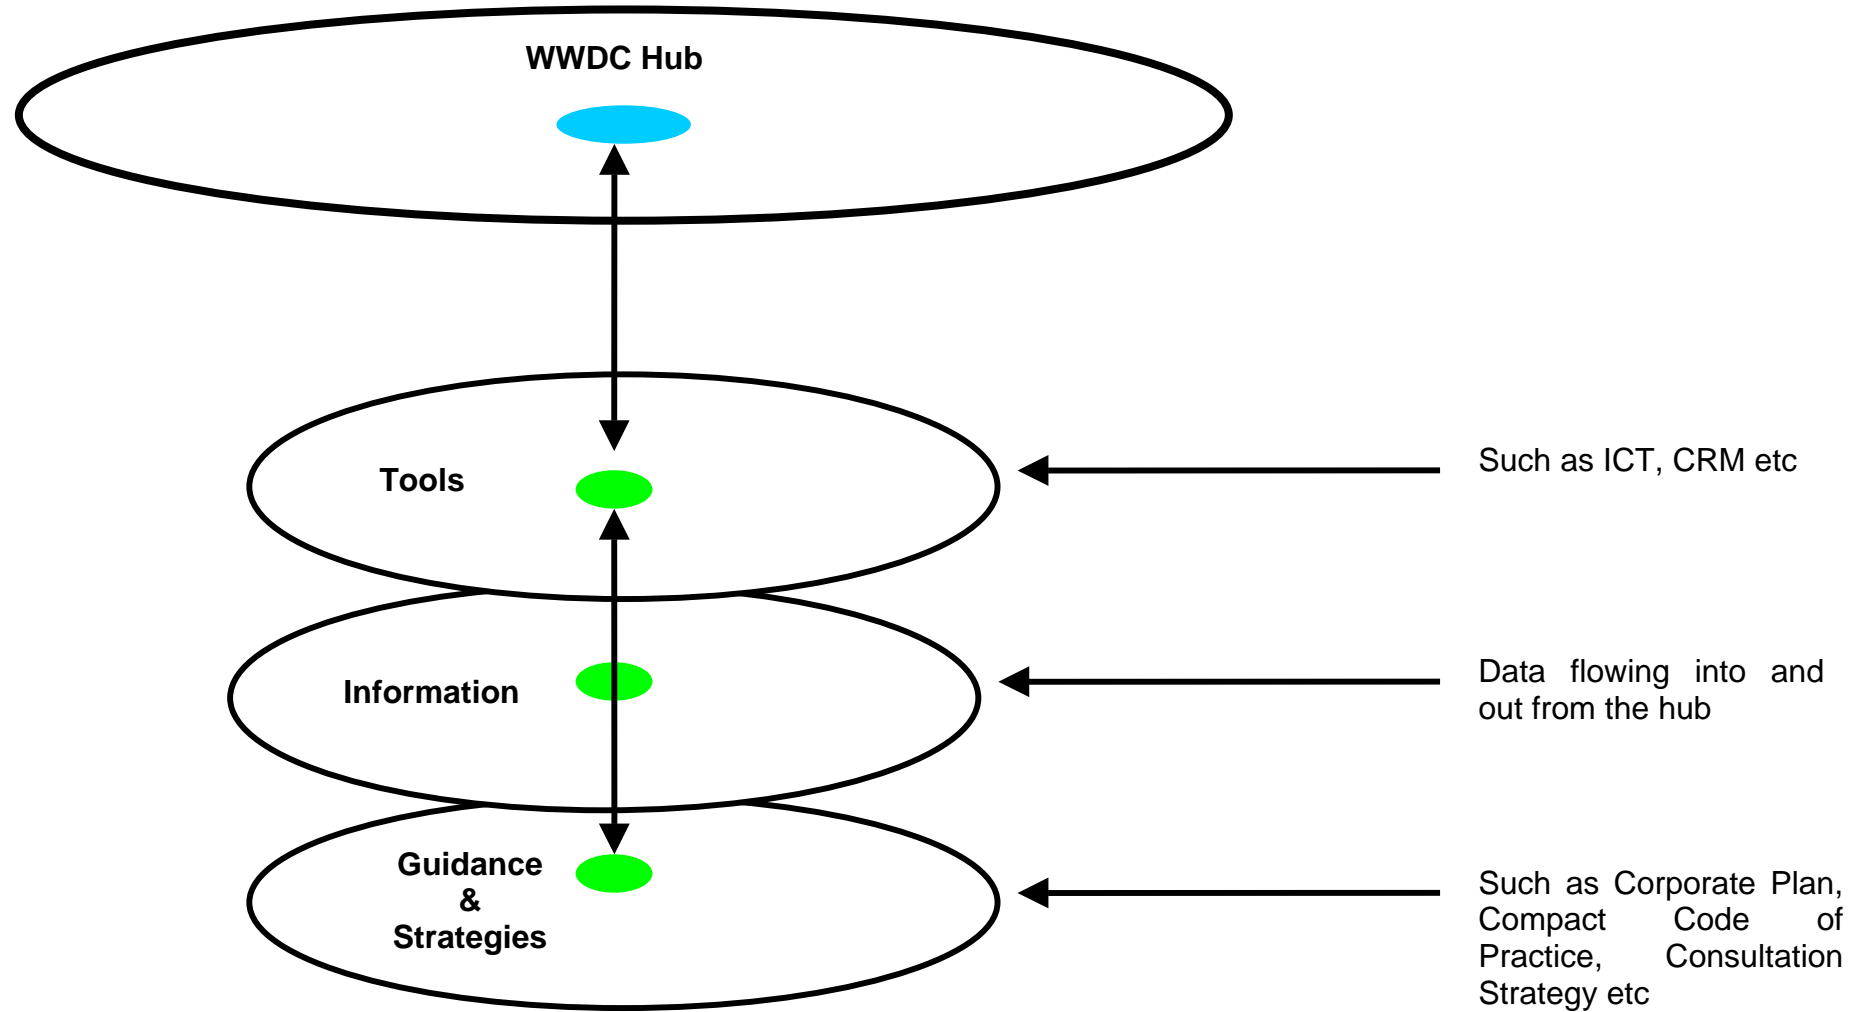 WWDC Hub
Tools
Such as ICT, CRM etc
Information
Data flowing into and
out from the hub
Guidance
&
Strategies
Such as Corporate Plan,
Compact Code of
Practice, Consultation
Strategy etc